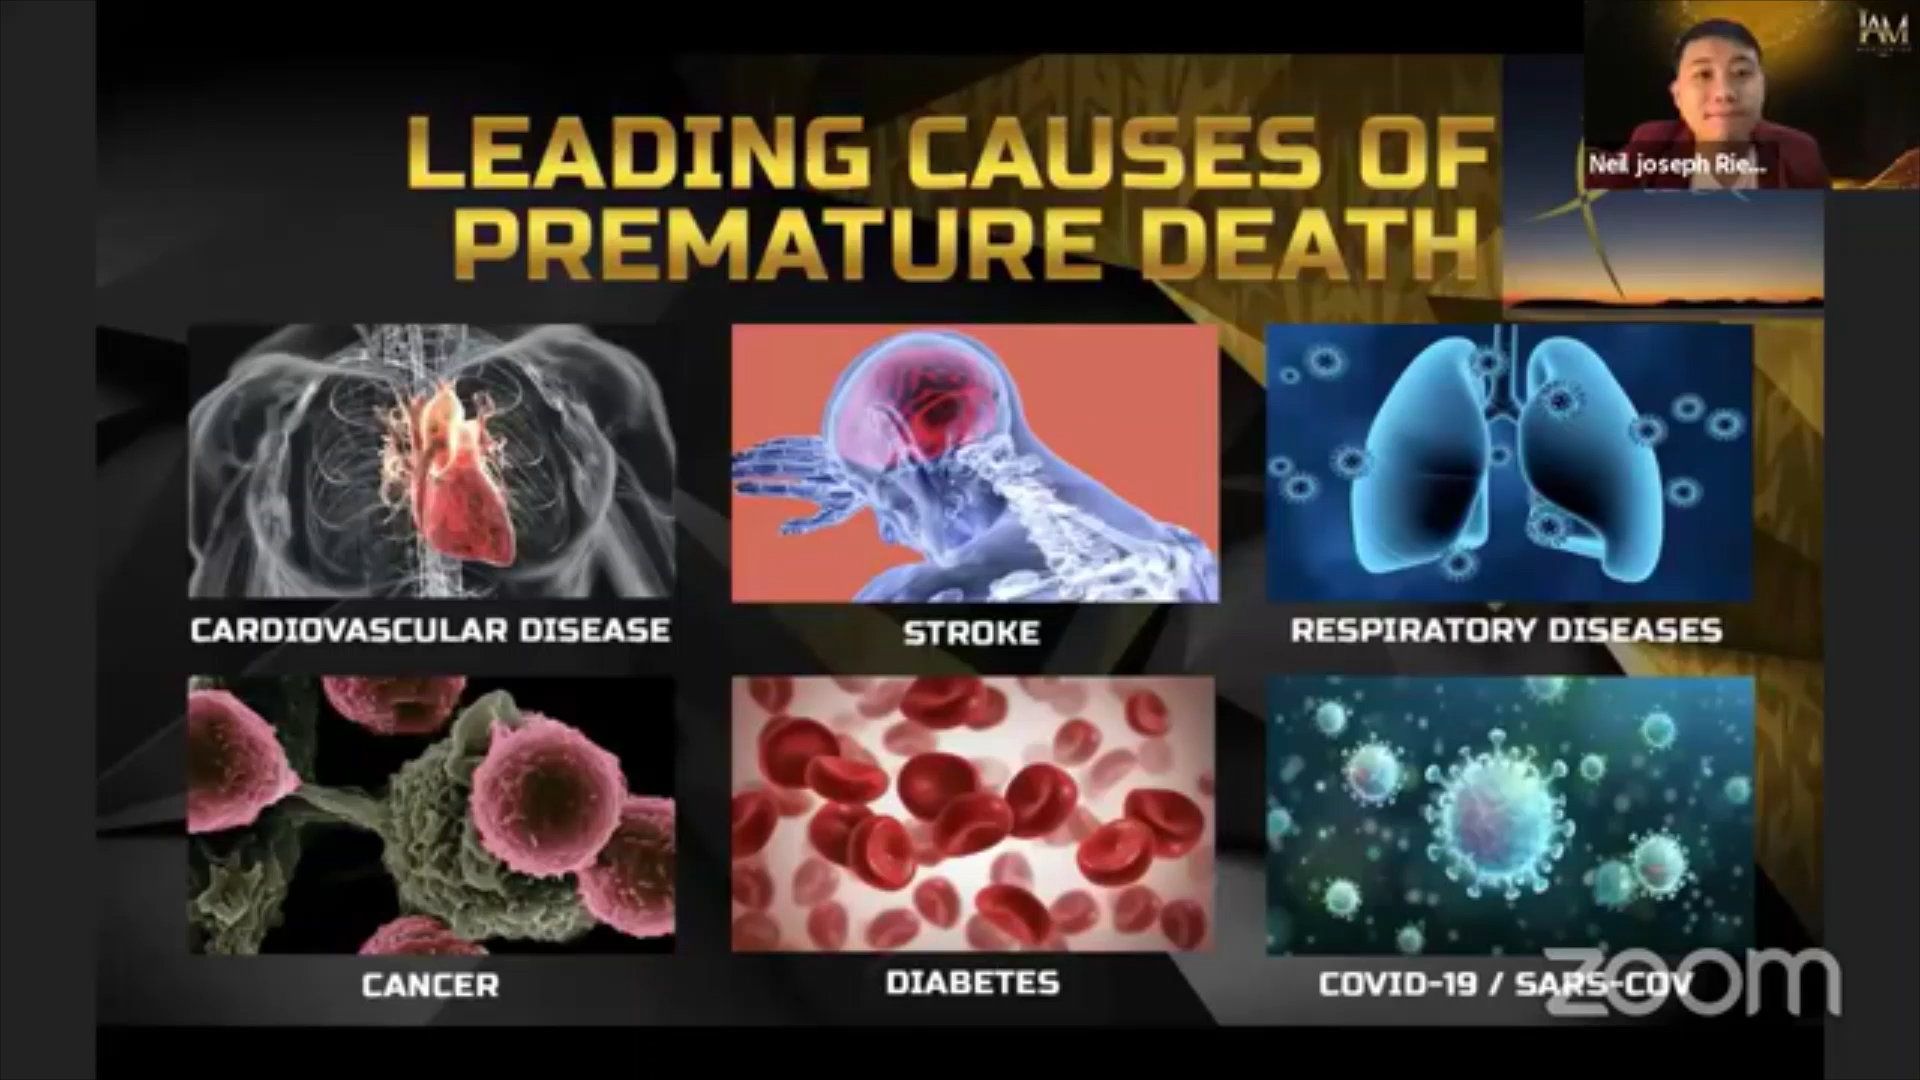 IAM
Neil joseph Rie...
LEADING CAUSES OF
PREMATURE DEATH
CARDIOVASCULAR DISEASE
STROKE
RESPIRATORY DISEASES
CANCER
DIABETES
COVID-19 / SARS-COV
zoom